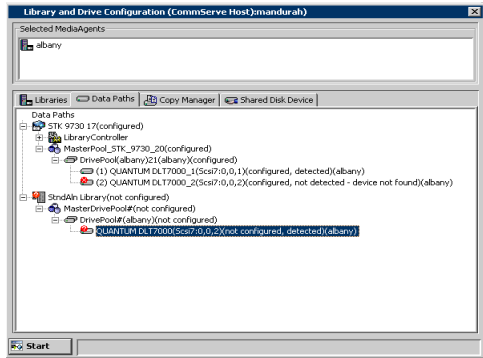 Library and Drive Configuration (CommServe Host):mandurah)
Selected MediaAgents
albany
Libraries Data Paths Copy Manager Shared Disk Device
Data Paths
STK 9730 17(configured)
LibraryController
MasterPool_STK_9730_20(configured)
DrivePool(albany)21(albany)(configured)
(1) QUANTUM DLT7000_1(Scsi7:0,0,1)(configured, detected)(albany)
(2) QUANTUM DLT7000_2(Scsi7:0,0,2)(configured, not detected - device not found)(albany)
StndAln Library(not configured)
MasterDrivePool#(not configured)
DrivePool#(albany)(not configured)
QUANTUM DLT7000(Scsi7:0,0,2)(not configured, detected)(albany)
Start